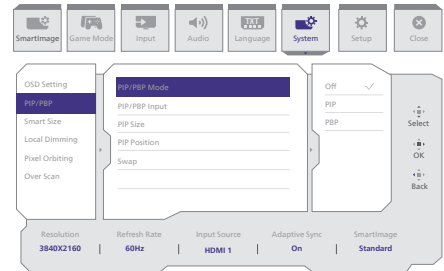 SmartImage Game Mode Input Audio Language System Setup Close
TXT
OSD Setting
PIP/PBP
Smart Size
Local Dimming
Pixel Orbiting
Over Scan
PIP/PBP Mode
PIP/PBP Input
PIP Size
PIP Position
Swap
Off
PIP
PBP
Select
OK
Back
Resolution Refresh Rate Input Source Adaptive Sync SmartImage
3840X2160 60Hz HDMI 1 On Standard